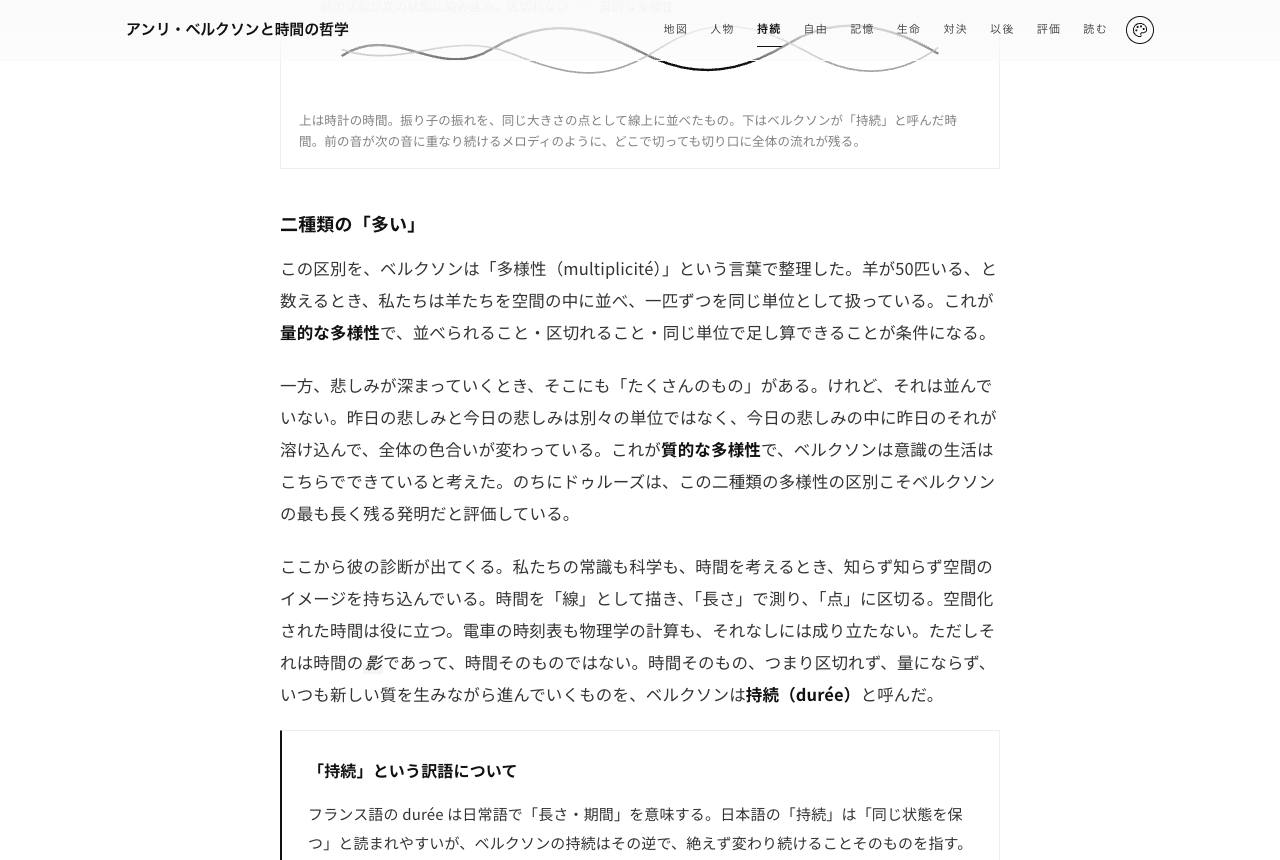 アンリ・ベルクソンと時間の哲学
地図 人物 持続 自由 記憶 生命 対決 以後 評価 読む
上は時計の時間。振り子の振れを、同じ大きさの点として線上に並べたもの。下はベルクソンが「持続」と呼んだ時
間。前の音が次の音に重なり続けるメロディのように、どこで切っても切り口に全体の流れが残る。
二種類の「多い」
この区別を、ベルクソンは「多様性（multiplicité）」という言葉で整理した。羊が50匹いる、と
数えるとき、私たちは羊たちを空間の中に並べ、一匹ずつを同じ単位として扱っている。これが
量的な多様性で、並べられること・区切れること・同じ単位で足し算できることが条件になる。
一方、悲しみが深まっていくとき、そこにも「たくさんのもの」がある。けれど、それは並んで
いない。昨日の悲しみと今日の悲しみは別々の単位ではなく、今日の悲しみの中に昨日のそれが
溶け込んで、全体の色合いが変わっている。これが質的な多様性で、ベルクソンは意識の生活は
こちらでできていると考えた。のちにドゥルーズは、この二種類の多様性の区別こそベルクソン
の最も長く残る発明だと評価している。
ここから彼の診断が出てくる。私たちの常識も科学も、時間を考えるとき、知らず知らず空間の
イメージを持ち込んでいる。時間を「線」として描き、「長さ」で測り、「点」に区切る。空間化
された時間は役に立つ。電車の時刻表も物理学の計算も、それなしには成り立たない。ただしそ
れは時間の影であって、時間そのものではない。時間そのもの、つまり区切れず、量にならず、
いつも新しい質を生みながら進んでいくものを、ベルクソンは持続（durée）と呼んだ。
「持続」という訳語について
フランス語の durée は日常語で「長さ・期間」を意味する。日本語の「持続」は「同じ状態を保
つ」と読まれやすいが、ベルクソンの持続はその逆で、絶えず変わり続けることそのものを指す。